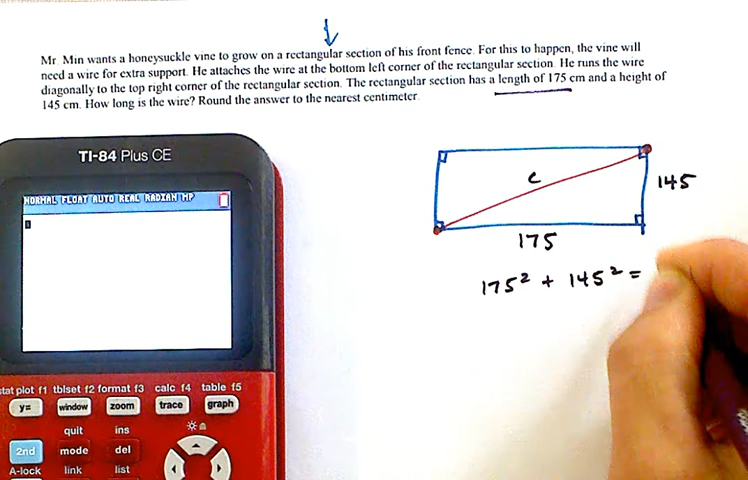 Mr. Min wants a honeysuckle vine to grow on a rectangular section of his front fence. For this to happen, the vine will
need a wire for extra support. He attaches the wire at the bottom left corner of the rectangular section. He runs the wire
diagonally to the top right corner of the rectangular section. The rectangular section has a length of 175 cm and a height of
145 cm. How long is the wire? Round the answer to the nearest centimeter.
TI-84 Plus CE
NORMAL FLOAT AUTO REAL RADIAN MP
c
145
175
175² + 145² =
stat plot f1 tblset f2 format f3 calc f4 table f5
y= window zoom trace graph
quit ins
2nd mode del
A-lock link list